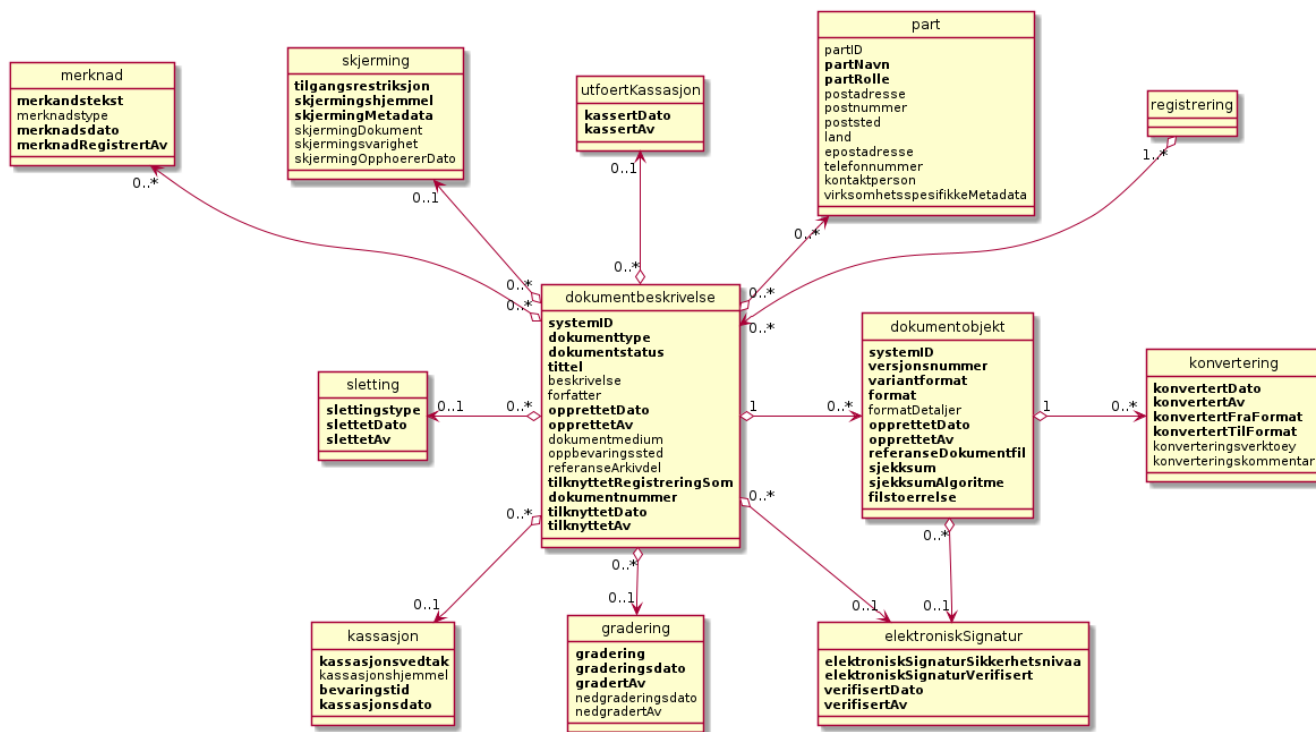 merknad
merkandstekst
merknadstype
merknadsdato
merknadRegistrertAv
0..*
skjerming
tilgangsrestriksjon
skjermingshjemmel
skjermingMetadata
skjermingDokument
skjermingsvarighet
skjermingOpphoererDato
0..1
utfoertKassasjon
kassertDato
kassertAv
0..1
part
partID
partNavn
partRolle
postadresse
postnummer
poststed
land
epostadresse
telefonnummer
kontaktperson
virksomhetsspesifikkeMetadata
0..*
registrering
1..*
0..*
0..*
0..*
0..*
0..*
dokumentbeskrivelse
systemID
dokumenttype
dokumentstatus
tittel
beskrivelse
forfatter
opprettetDato
opprettetAv
dokumentmedium
oppbevaringssted
referanseArkivdel
tilknyttetRegistreringSom
dokumentnummer
tilknyttetDato
tilknyttetAv
sletting
slettingstype
slettetDato
slettetAv
0..1
0..*
1
0..*
dokumentobjekt
systemID
versjonsnummer
variantformat
format
formatDetaljer
opprettetDato
opprettetAv
referanseDokumentfil
sjekksum
sjekksumAlgoritme
filstoerrelse
1
0..*
konvertering
konvertertDato
konvertertAv
konvertertFraFormat
konvertertTilFormat
konverteringsverktoey
konverteringskommentar
0..*
0..*
0..*
0..*
0..1
0..1
0..1
0..1
kassasjon
kassasjonsvedtak
kassasjonshjemmel
bevaringstid
kassasjonsdato
gradering
gradering
graderingsdato
gradertAv
nedgraderingsdato
nedgradertAv
elektroniskSignatur
elektroniskSignaturSikkerhetsnivaa
elektroniskSignaturVerifisert
verifisertDato
verifisertAv